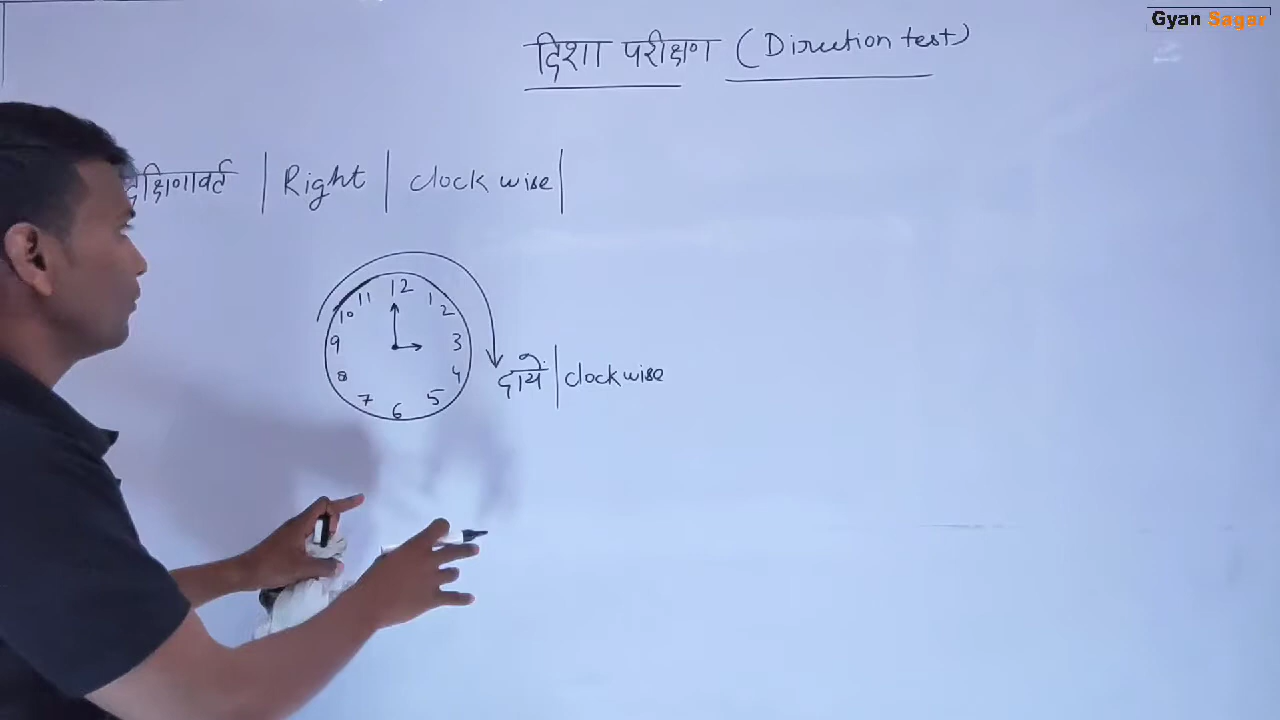 Gyan Sagar
दिशा परीक्षण (Direction test)
दक्षिणावर्त | Right | clock wise |
12
11 1
10 2
9 3
8 4
7 5
6
दायें | clockwise